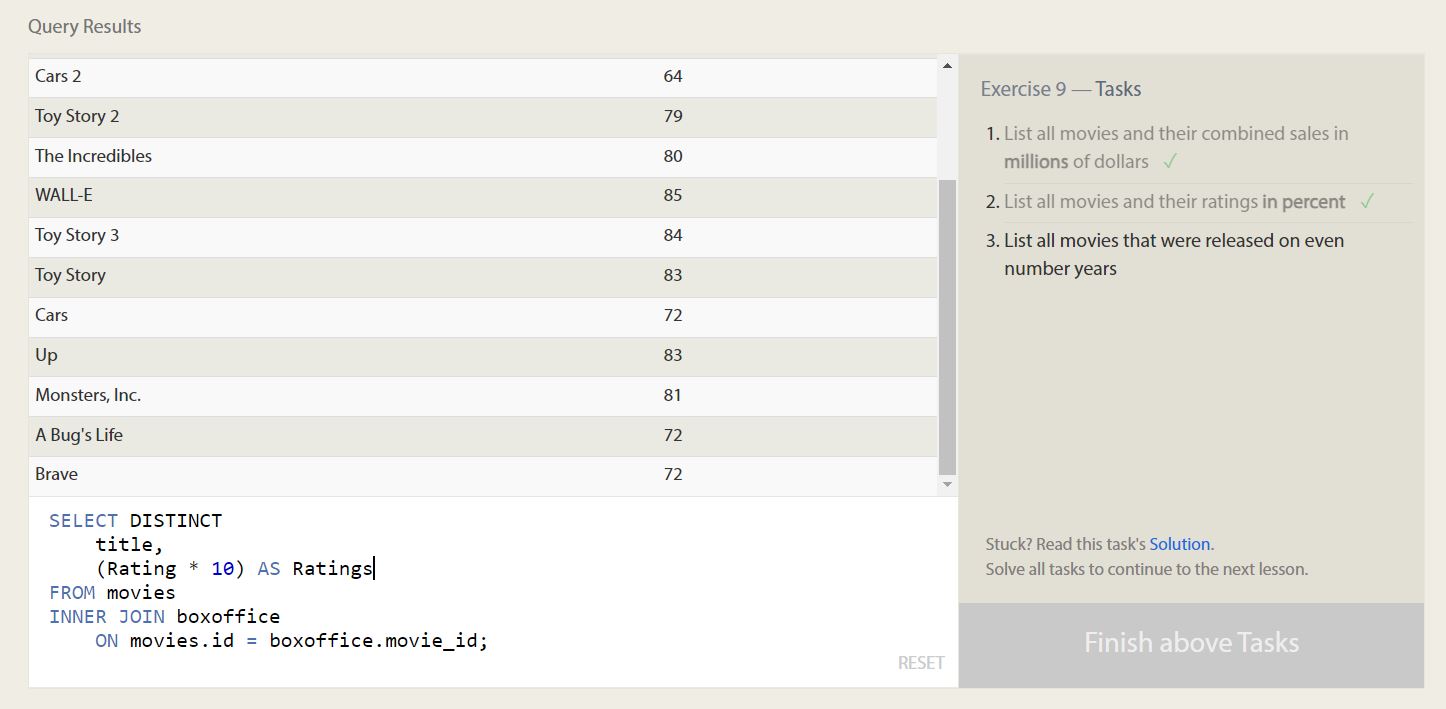 Query Results
Cars 2 64
Toy Story 2 79
The Incredibles 80
WALL-E 85
Toy Story 3 84
Toy Story 83
Cars 72
Up 83
Monsters, Inc. 81
A Bug's Life 72
Brave 72
SELECT DISTINCT
title,
(Rating * 10) AS Ratings
FROM movies
INNER JOIN boxoffice
ON movies.id = boxoffice.movie_id;
RESET
Exercise 9 — Tasks
1. List all movies and their combined sales in
millions of dollars ✓
2. List all movies and their ratings in percent ✓
3. List all movies that were released on even
number years
Stuck? Read this task's Solution.
Solve all tasks to continue to the next lesson.
Finish above Tasks